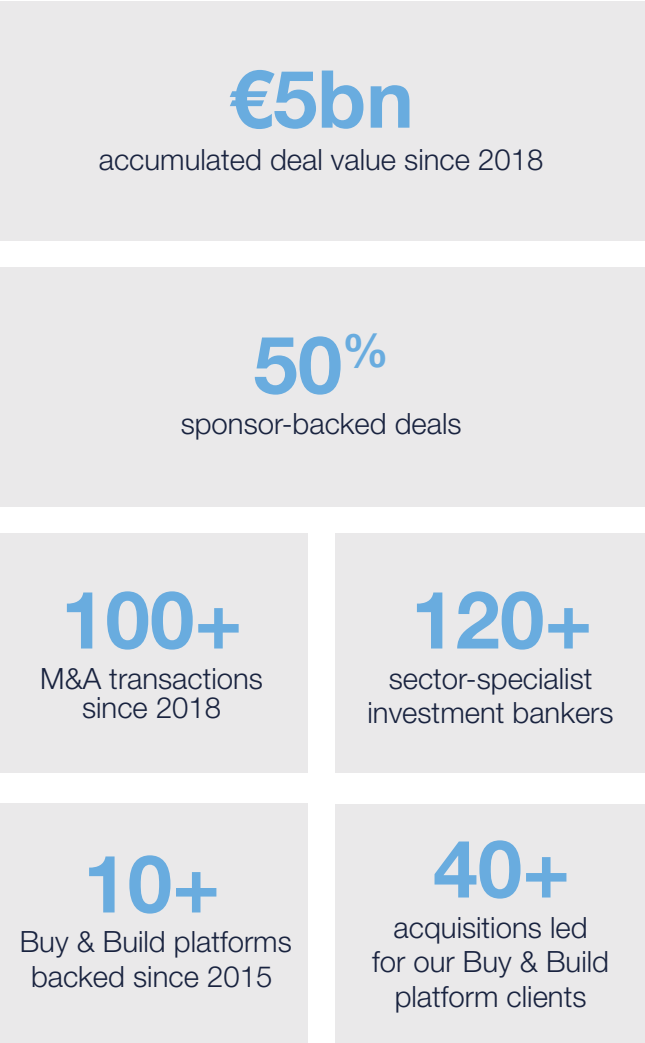 €5bn
accumulated deal value since 2018
50%
sponsor-backed deals
100+
M&A transactions
since 2018
120+
sector-specialist
investment bankers
10+
Buy & Build platforms
backed since 2015
40+
acquisitions led
for our Buy & Build
platform clients